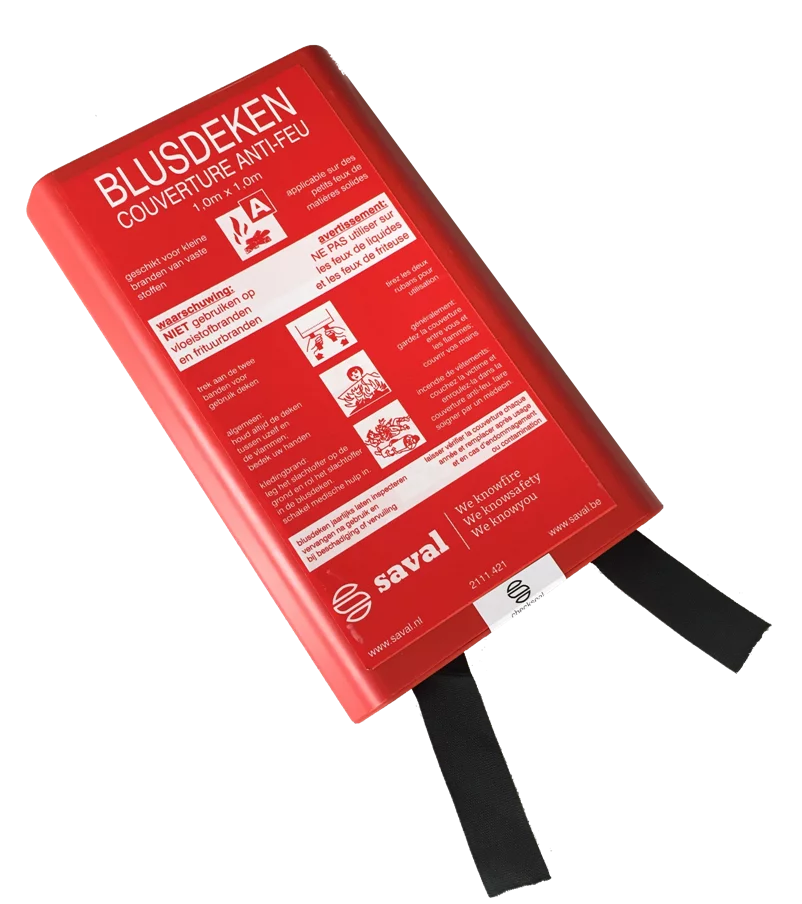 BLUSDEKEN
COUVERTURE ANTI-FEU
1,0m x 1,0m
A
geschikt voor kleine
branden van vaste
stoffen
applicable sur des
petits feux de
matières solides
waarschuwing:
NIET gebruiken op
vloeistofbranden
en frituurbranden
avertissement:
NE PAS utiliser sur
les feux de liquides
et les feux de friteuse
trek aan de twee
banden voor
gebruik deken
tirez les deux
rubans pour
utilisation
algemeen:
houd altijd de deken
tussen uzelf en
de vlammen.
bedek uw handen
généralement:
gardez la couverture
entre vous et
les flammes;
couvrir vos mains
kledingbrand:
leg het slachtoffer op de
grond en rol het slachtoffer
in de blusdeken.
schakel medische hulp in.
incendie de vêtements:
couchez la victime et
enroulez-la dans la
couverture anti-feu, faire
soigner par un médecin.
blusdeken jaarlijks laten inspecteren
vervangen na gebruik en
bij beschadiging of vervuiling
laisser vérifier la couverture chaque
année et remplacer après usage
et en cas d'endommagement
ou contamination
saval
We knowfire
We knowsafety
We knowyou
www.saval.nl
2111.421
www.saval.be